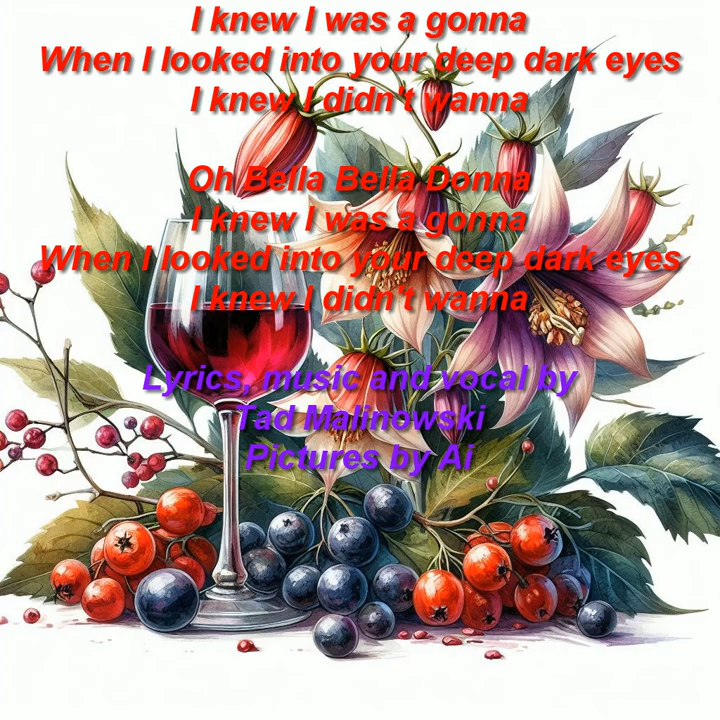 I knew I was a gonna
When I looked into your deep dark eyes
I knew I didn't wanna
Oh Bella Bella Donna
I knew I was a gonna
When I looked into your deep dark eyes
I knew I didn't wanna
Lyrics, music and vocal by
Tad Malinowski
Pictures by Ai